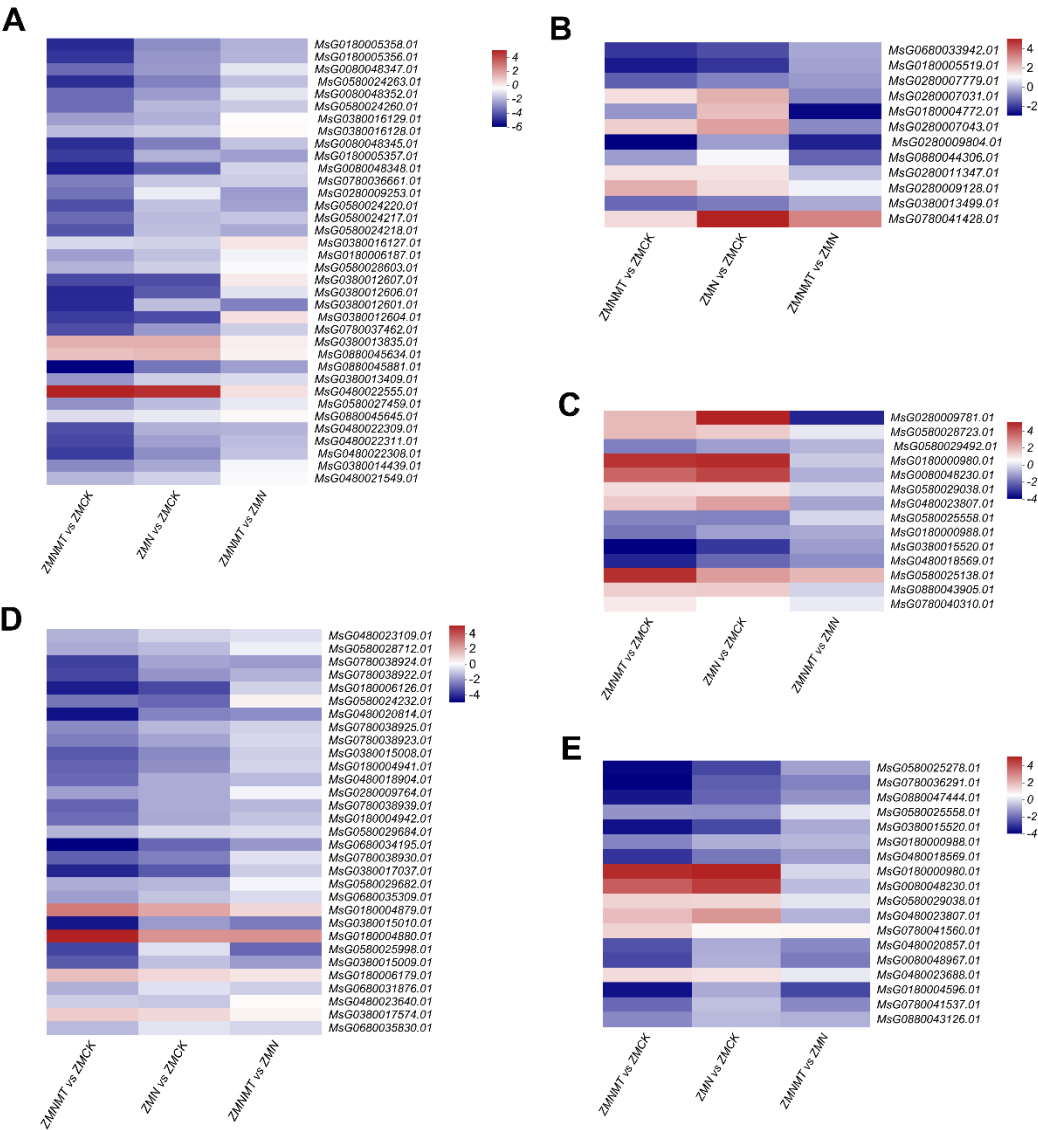 A
MsG0180005358.01
MsG0180005356.01
MsG0080048347.01
MsG0580024263.01
MsG0080048352.01
MsG0580024260.01
MsG0380016129.01
MsG0380016128.01
MsG0080048345.01
MsG0180005357.01
MsG0080048348.01
MsG0780036661.01
MsG0280009253.01
MsG0580024220.01
MsG0580024217.01
MsG0580024218.01
MsG0380016127.01
MsG0180006187.01
MsG0580028603.01
MsG0380012607.01
MsG0380012606.01
MsG0380012601.01
MsG0380012604.01
MsG0780037462.01
MsG0380013835.01
MsG0880045634.01
MsG0880045881.01
MsG0380013409.01
MsG0480022555.01
MsG0580027459.01
MsG0880045645.01
MsG0480022309.01
MsG0480022311.01
MsG0480022308.01
MsG0380014439.01
MsG0480021549.01
4
2
0
-2
-4
-6
ZMNMT vs ZMCK
ZMN vs ZMCK
ZMNMT vs ZMN
B
MsG0680033942.01
MsG0180005519.01
MsG0280007779.01
MsG0280007031.01
MsG0180004772.01
MsG0280007043.01
MsG0280009804.01
MsG0880044306.01
MsG0280011347.01
MsG0280009128.01
MsG0380013499.01
MsG0780041428.01
4
2
0
-2
ZMNMT vs ZMCK
ZMN vs ZMCK
ZMNMT vs ZMN
C
MsG0280009781.01
MsG0580028723.01
MsG0580029492.01
MsG0180000980.01
MsG0080048230.01
MsG0580029038.01
MsG0480023807.01
MsG0580025558.01
MsG0180000988.01
MsG0380015520.01
MsG0480018569.01
MsG0580025138.01
MsG0880043905.01
MsG0780040310.01
4
2
0
-2
-4
ZMNMT vs ZMCK
ZMN vs ZMCK
ZMNMT vs ZMN
D
MsG0480023109.01
MsG0580028712.01
MsG0780038924.01
MsG0780038922.01
MsG0180006126.01
MsG0580024232.01
MsG0480020814.01
MsG0780038925.01
MsG0780038923.01
MsG0380015008.01
MsG0180004941.01
MsG0480018904.01
MsG0280009764.01
MsG0780038939.01
MsG0180004942.01
MsG0580029684.01
MsG0680034195.01
MsG0780038930.01
MsG0380017037.01
MsG0580029682.01
MsG0680035309.01
MsG0180004879.01
MsG0380015010.01
MsG0180004880.01
MsG0580025998.01
MsG0380015009.01
MsG0180006179.01
MsG0680031876.01
MsG0480023640.01
MsG0380017574.01
MsG0680035830.01
4
2
0
-2
-4
ZMNMT vs ZMCK
ZMN vs ZMCK
ZMNMT vs ZMN
E
MsG0580025278.01
MsG0780036291.01
MsG0880047444.01
MsG0580025558.01
MsG0380015520.01
MsG0180000988.01
MsG0480018569.01
MsG0180000980.01
MsG0080048230.01
MsG0580029038.01
MsG0480023807.01
MsG0780041560.01
MsG0480020857.01
MsG0080048967.01
MsG0480023688.01
MsG0180004596.01
MsG0780041537.01
MsG0880043126.01
4
2
0
-2
-4
ZMNMT vs ZMCK
ZMN vs ZMCK
ZMNMT vs ZMN